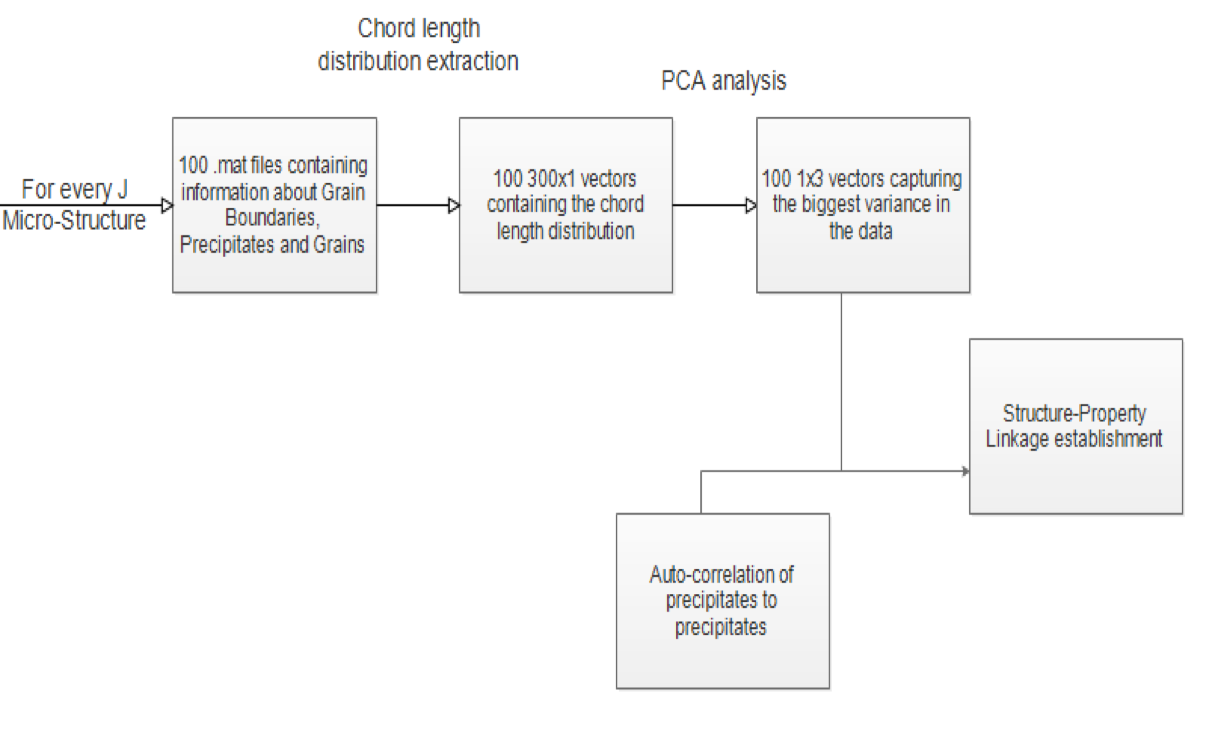 Chord length
distribution extraction
PCA analysis
For every J
Micro-Structure
100 .mat files containing
information about Grain
Boundaries,
Precipitates and Grains
100 300x1 vectors
containing the chord
length distribution
100 1x3 vectors capturing
the biggest variance in
the data
Structure-Property
Linkage establishment
Auto-correlation of
precipitates to
precipitates